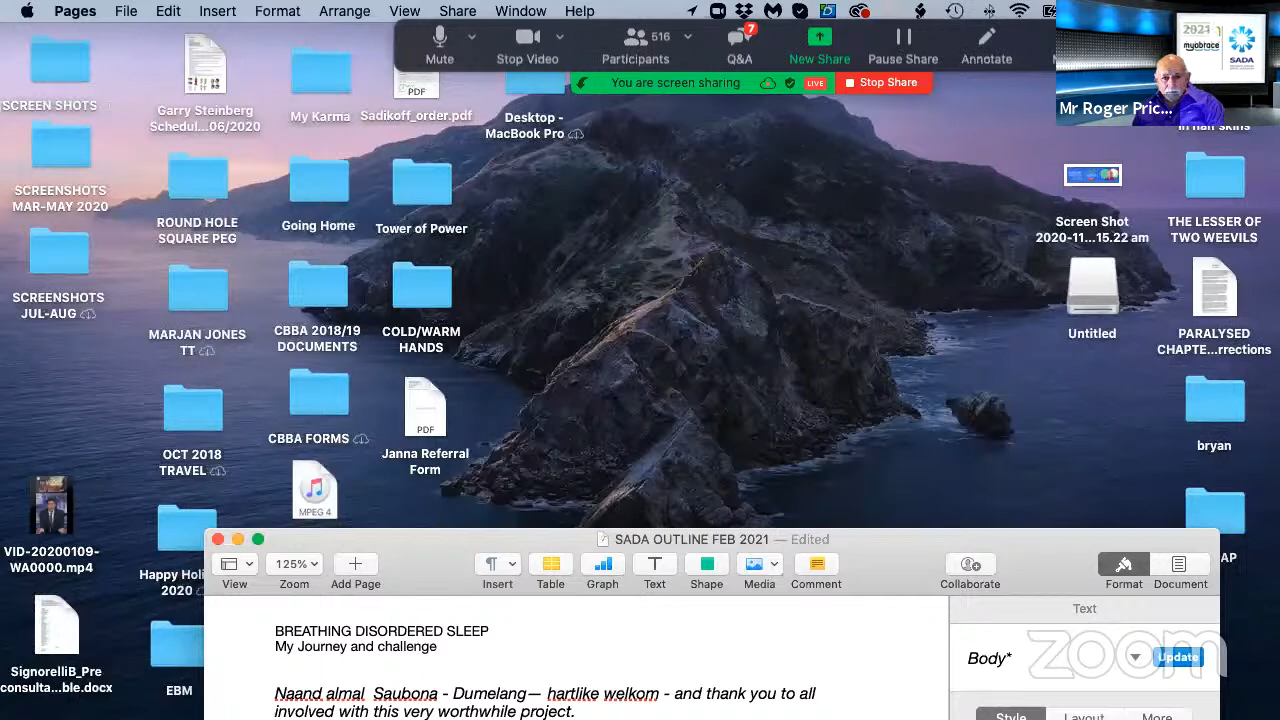 Pages File Edit Insert Format Arrange View Share Window Help
Mute Stop Video Participants 516 Q&A 7 New Share Pause Share Annotate
You are screen sharing LIVE Stop Share
2021
myobrace
SADA
Mr Roger Pric...
SCREEN SHOTS
Garry Steinberg
Schedul...06/2020
My Karma
PDF
Sadikoff_order.pdf
Desktop -
MacBook Pro
SCREENSHOTS
MAR-MAY 2020
ROUND HOLE
SQUARE PEG
Going Home
Tower of Power
Screen Shot
2020-11...15.22 am
THE LESSER OF
TWO WEEVILS
SCREENSHOTS
JUL-AUG
MARJAN JONES
TT
CBBA 2018/19
DOCUMENTS
COLD/WARM
HANDS
Untitled
PARALYSED
CHAPTE...rrections
OCT 2018
TRAVEL
CBBA FORMS
PDF
Janna Referral
Form
bryan
MPEG 4
VID-20200109-
WA0000.mp4
Happy Holi
2020
SignorelliB_Pre
consulta...ble.docx
EBM
AP
SADA OUTLINE FEB 2021 — Edited
125%
View Zoom Add Page Insert Table Graph Text Shape Media Comment Collaborate Format Document
Text
BREATHING DISORDERED SLEEP
My Journey and challenge
Body* Update
zoom
Naand almal Saubona - Dumelang— hartlike welkom - and thank you to all
involved with this very worthwhile project.
Style Layout More